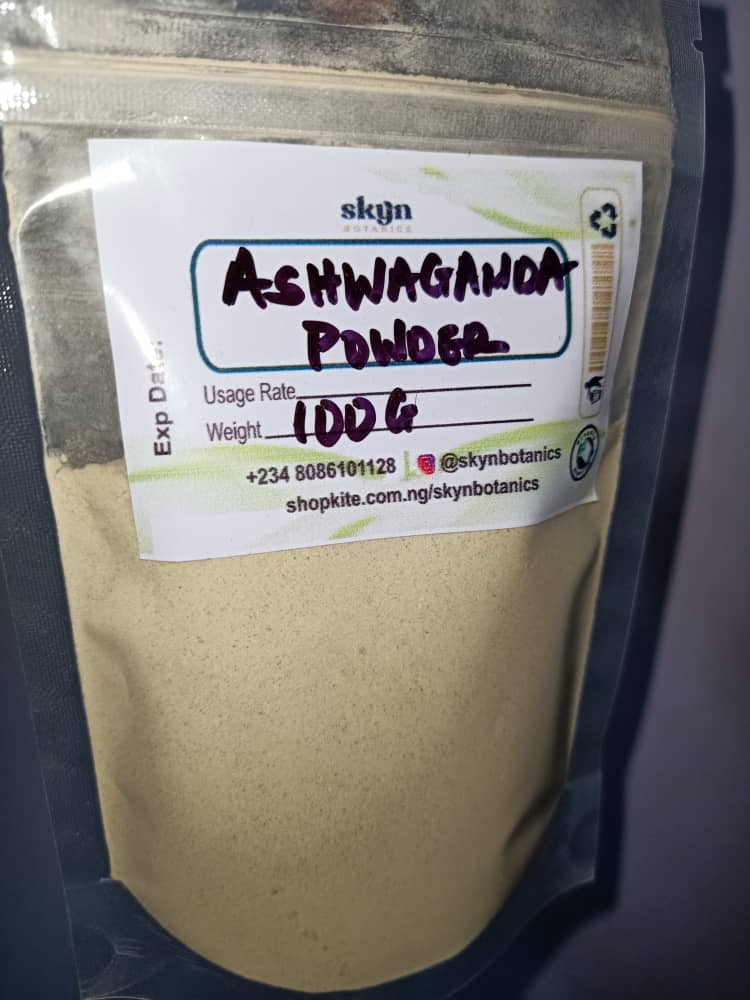 skyn
BOTANICS
ASHWAGANDA
POWDER
Usage Rate
Weight 100G
Exp Date:
+234 8086101128 | @skynbotanics
shopkite.com.ng/skynbotanics